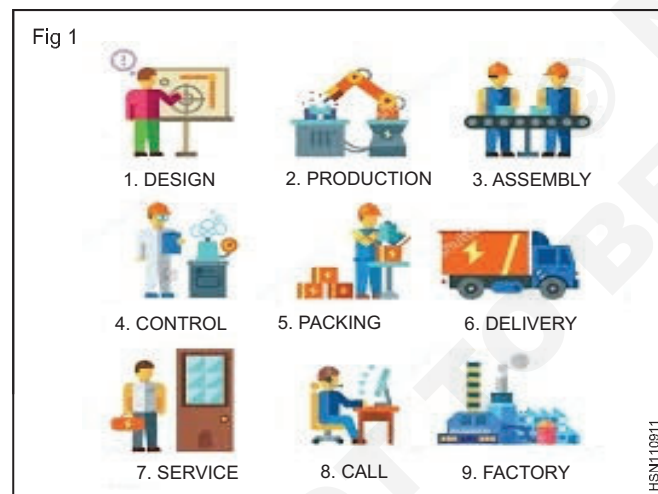 Fig 1
1. DESIGN
2. PRODUCTION
3. ASSEMBLY
4. CONTROL
5. PACKING
6. DELIVERY
7. SERVICE
8. CALL
9. FACTORY
HSN110911